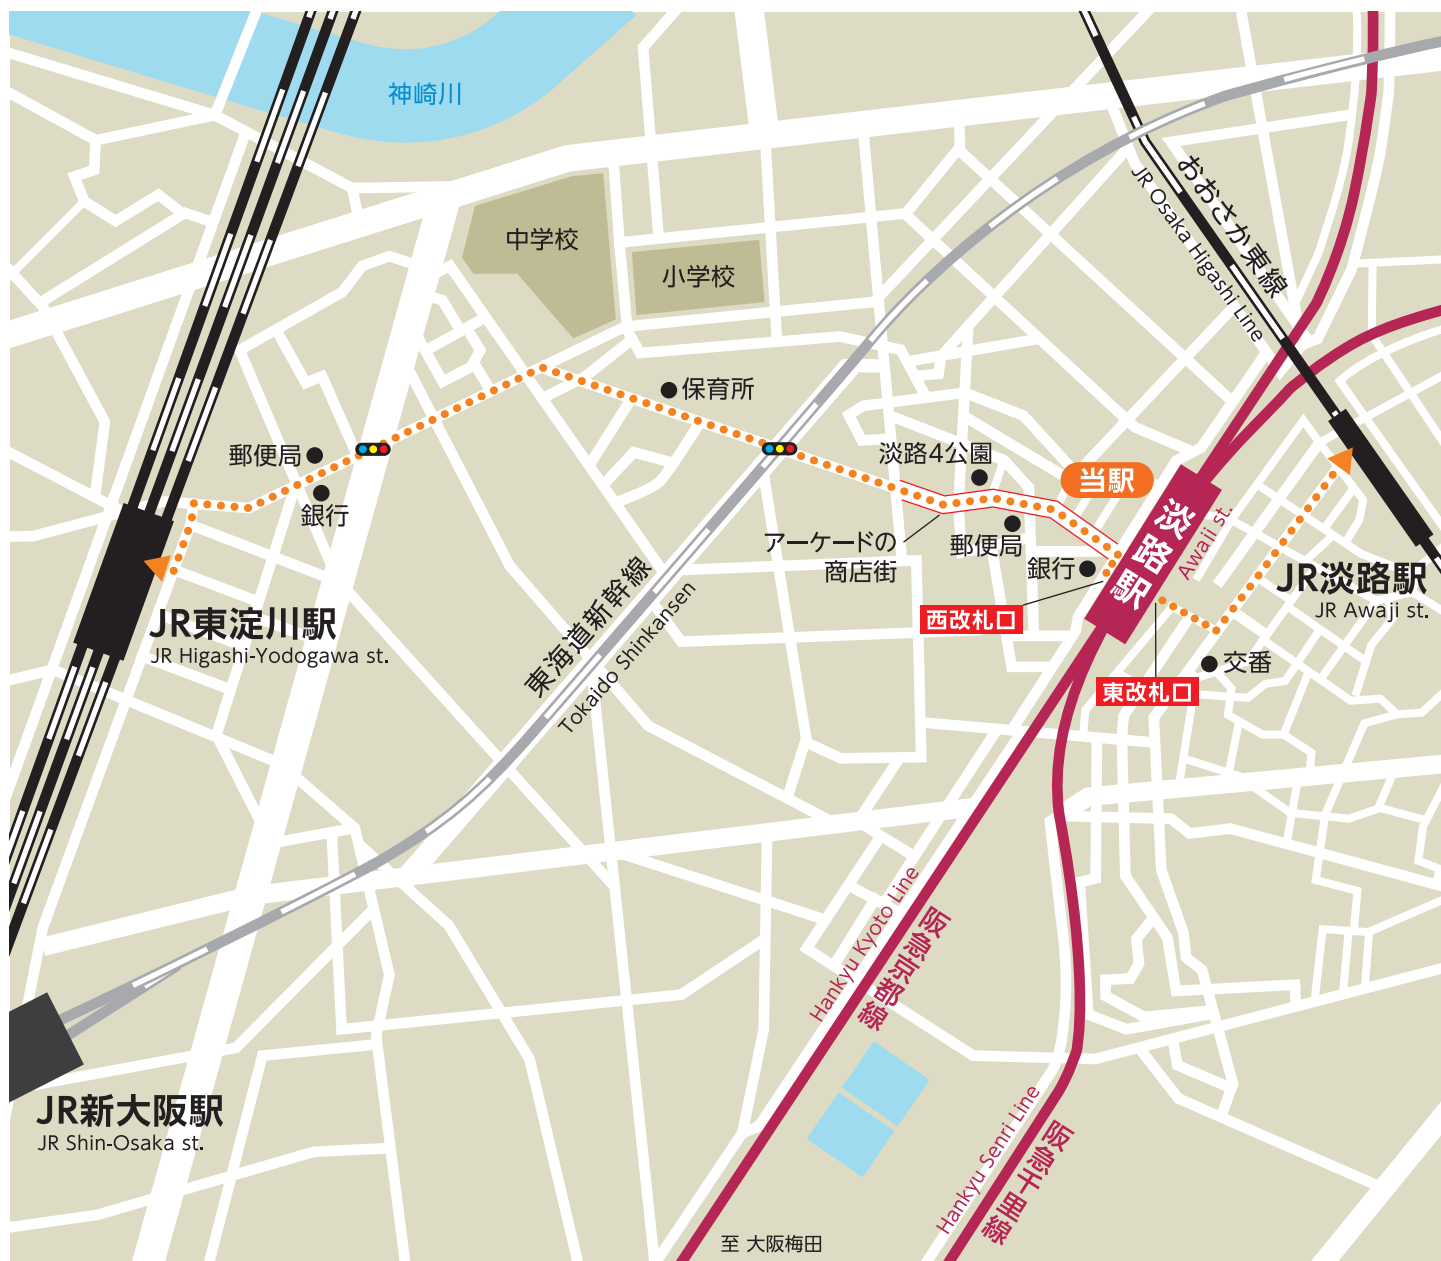 神崎川
おおさか東線
JR Osaka Higashi Line
中学校
小学校
保育所
郵便局
銀行
淡路4公園
当駅
淡路駅
Awaji st.
アーケードの
商店街
郵便局
銀行
西改札口
JR淡路駅
JR Awaji st.
JR東淀川駅
JR Higashi-Yodogawa st.
東海道新幹線
Tokaido Shinkansen
交番
東改札口
Hankyu Kyoto Line
阪急京都線
JR新大阪駅
JR Shin-Osaka st.
Hankyu Senri Line
阪急千里線
至 大阪梅田